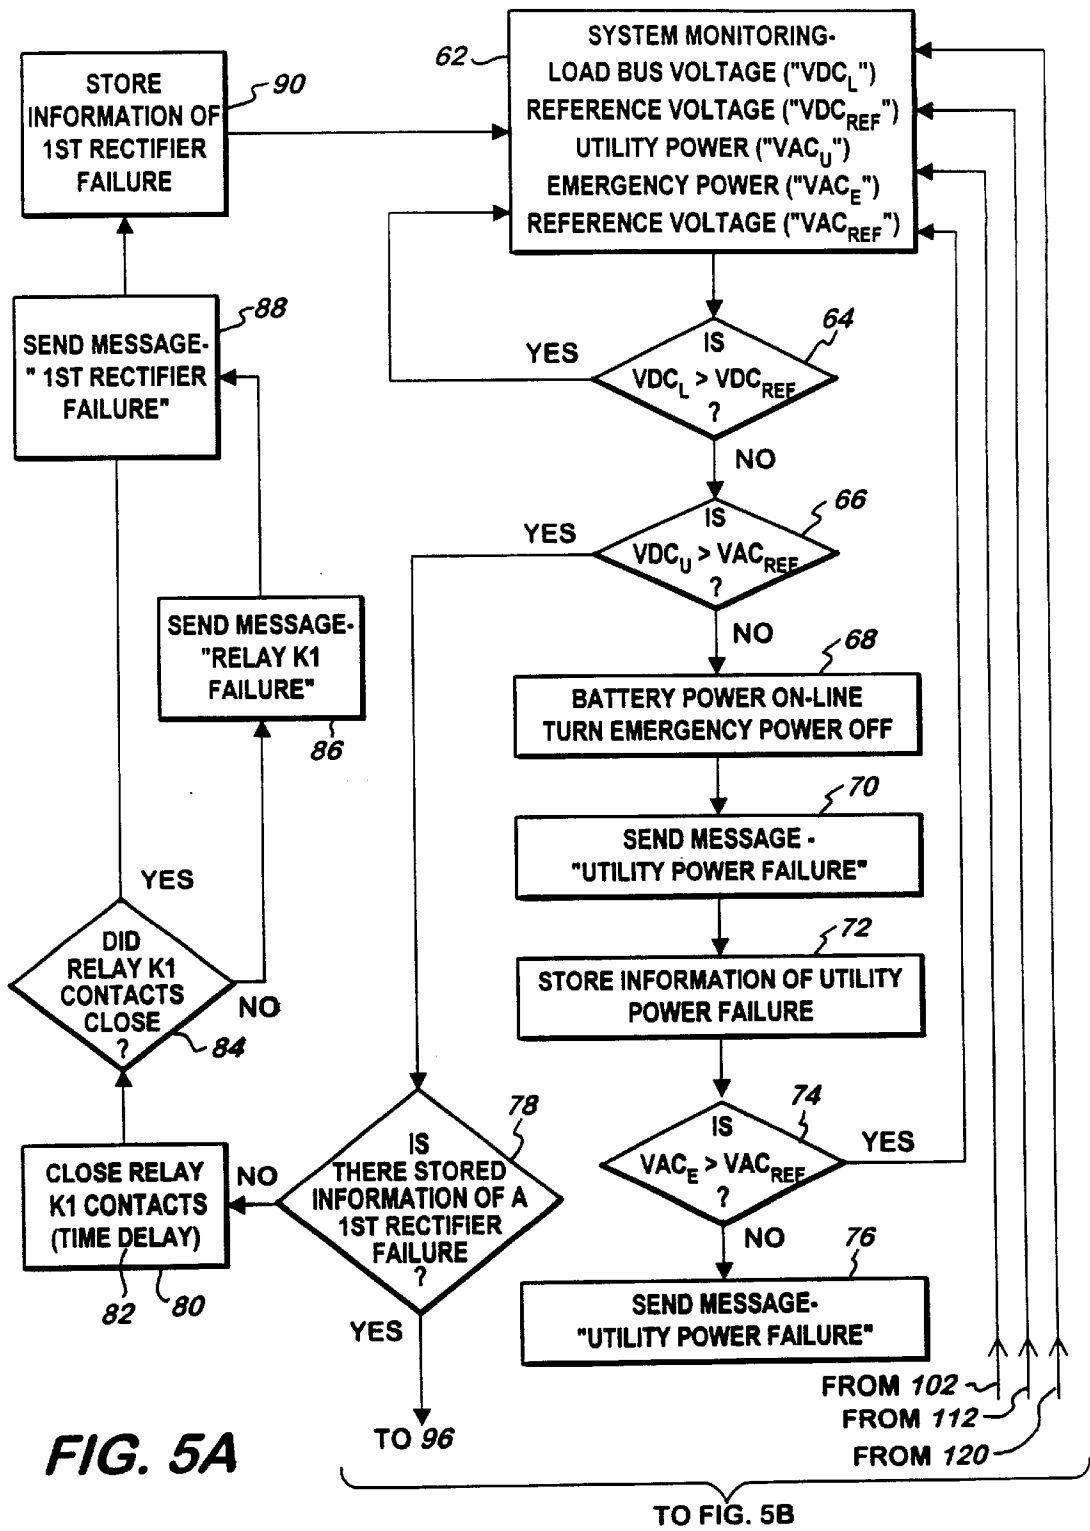 62
SYSTEM MONITORING-
LOAD BUS VOLTAGE ("VDCL")
REFERENCE VOLTAGE ("VDCREF")
UTILITY POWER ("VACU")
EMERGENCY POWER ("VACE")
REFERENCE VOLTAGE ("VACREF")
90
STORE
INFORMATION OF
1ST RECTIFIER
FAILURE
88
SEND MESSAGE-
" 1ST RECTIFIER
FAILURE"
64
YES
IS
VDCL > VDCREF
?
NO
66
YES
IS
VDCU > VACREF
?
NO
SEND MESSAGE-
"RELAY K1
FAILURE"
86
68
BATTERY POWER ON-LINE
TURN EMERGENCY POWER OFF
70
SEND MESSAGE -
"UTILITY POWER FAILURE"
YES
DID
RELAY K1
CONTACTS
CLOSE
?
NO
84
72
STORE INFORMATION OF UTILITY
POWER FAILURE
74
IS
VACE > VACREF
?
YES
NO
78
IS
THERE STORED
INFORMATION OF A
1ST RECTIFIER
FAILURE
?
NO
YES
CLOSE RELAY
K1 CONTACTS
(TIME DELAY)
82
80
76
SEND MESSAGE-
"UTILITY POWER FAILURE"
FROM 102
FROM 112
FROM 120
TO 96
FIG. 5A
TO FIG. 5B